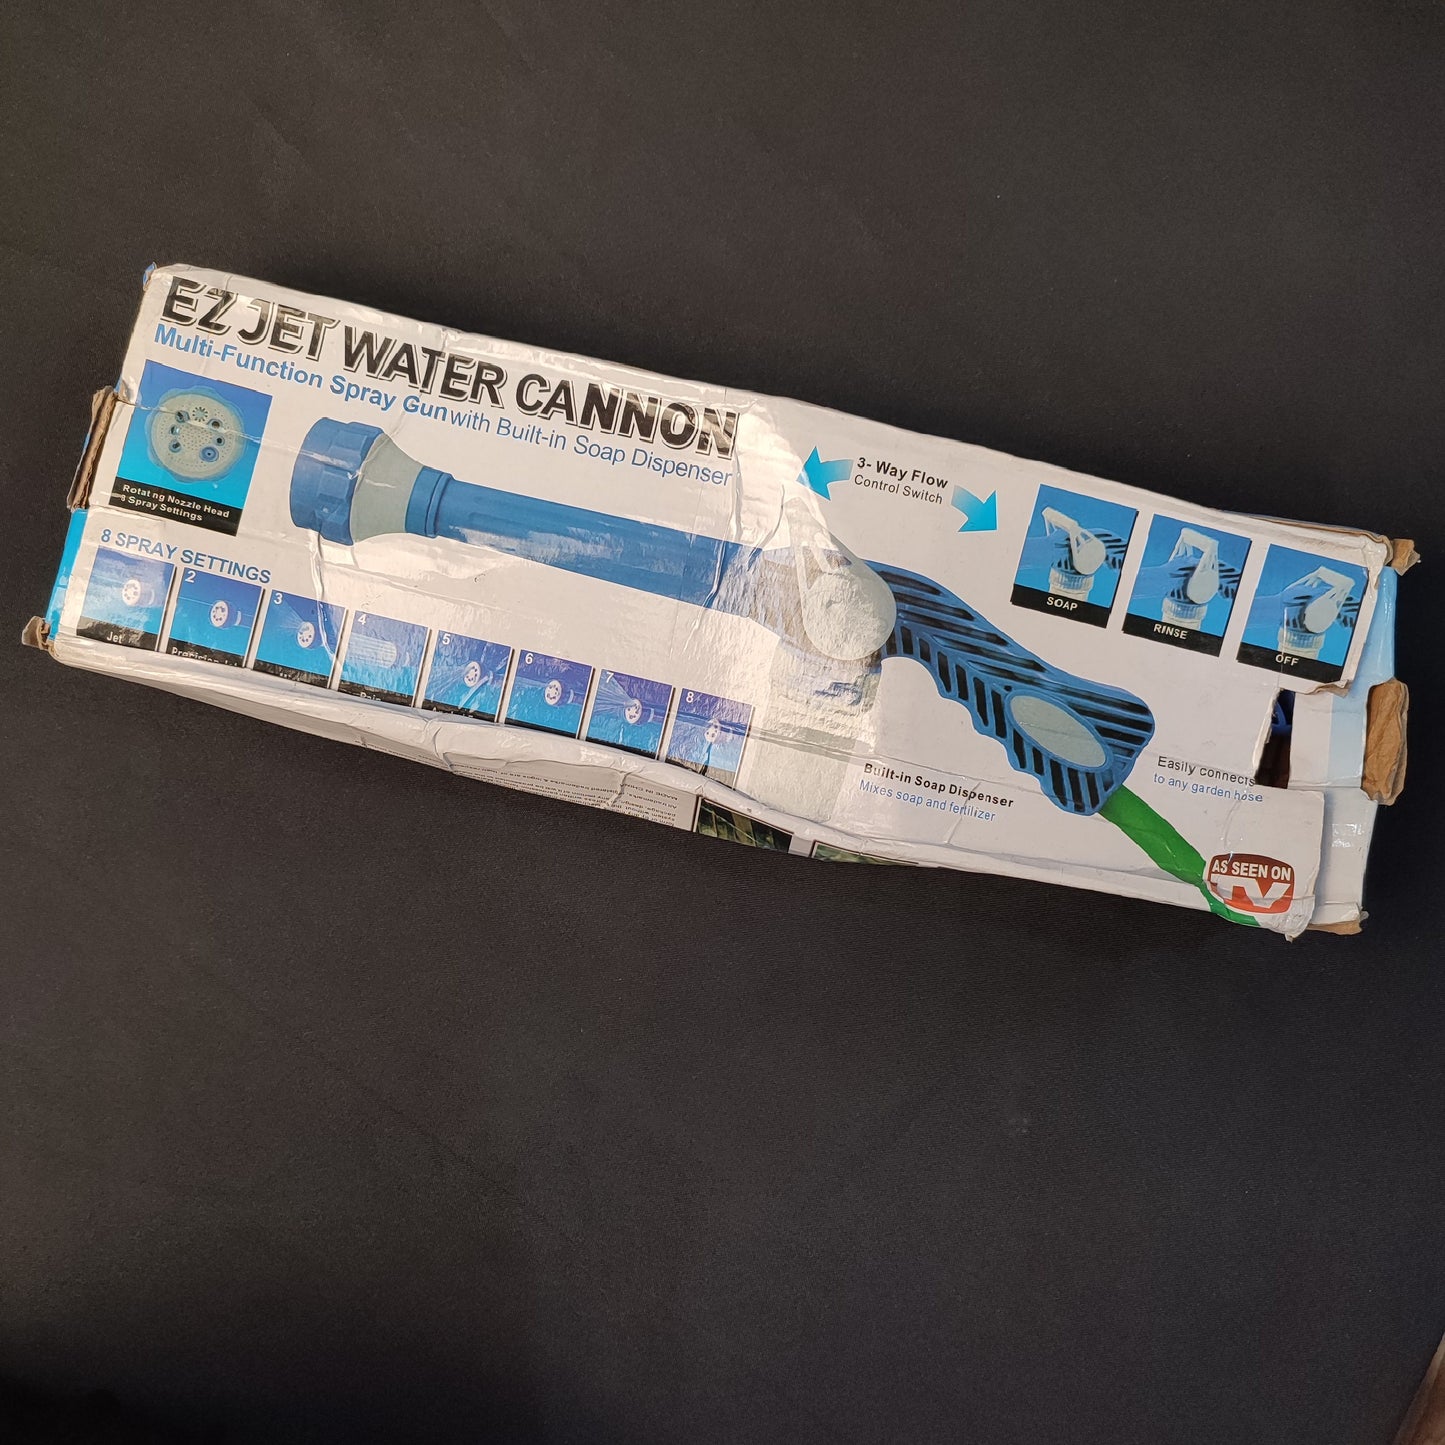 EZ JET WATER CANNON
Multi-Function Spray Gun with Built-in Soap Dispenser
Rotating Nozzle Head
8 Spray Settings
8 SPRAY SETTINGS
Jet
2
3
4
5
6
7
8
3- Way Flow
Control Switch
SOAP
RINSE
OFF
Built-in Soap Dispenser
Mixes soap and fertilizer
Easily connects
to any garden hose
AS SEEN ON
TV